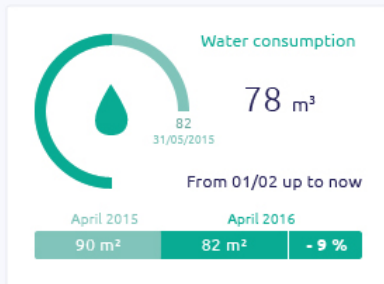 Water consumption
78 m³
82
31/05/2015
From 01/02 up to now
April 2015 April 2016
90 m² 82 m² - 9 %